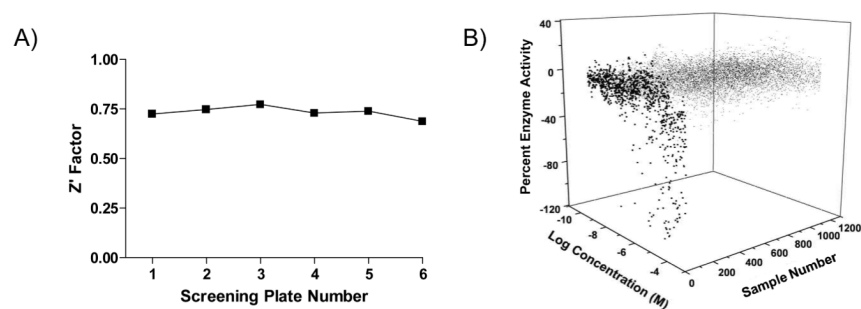 A)
1.00
0.75
0.50
0.25
0.00
Z' Factor
1 2 3 4 5 6
Screening Plate Number
B)
40
0
-40
-80
-120
Percent Enzyme Activity
-10
-8
-6
-4
Log Concentration (M)
0 200 400 600 800 1000 1200
Sample Number